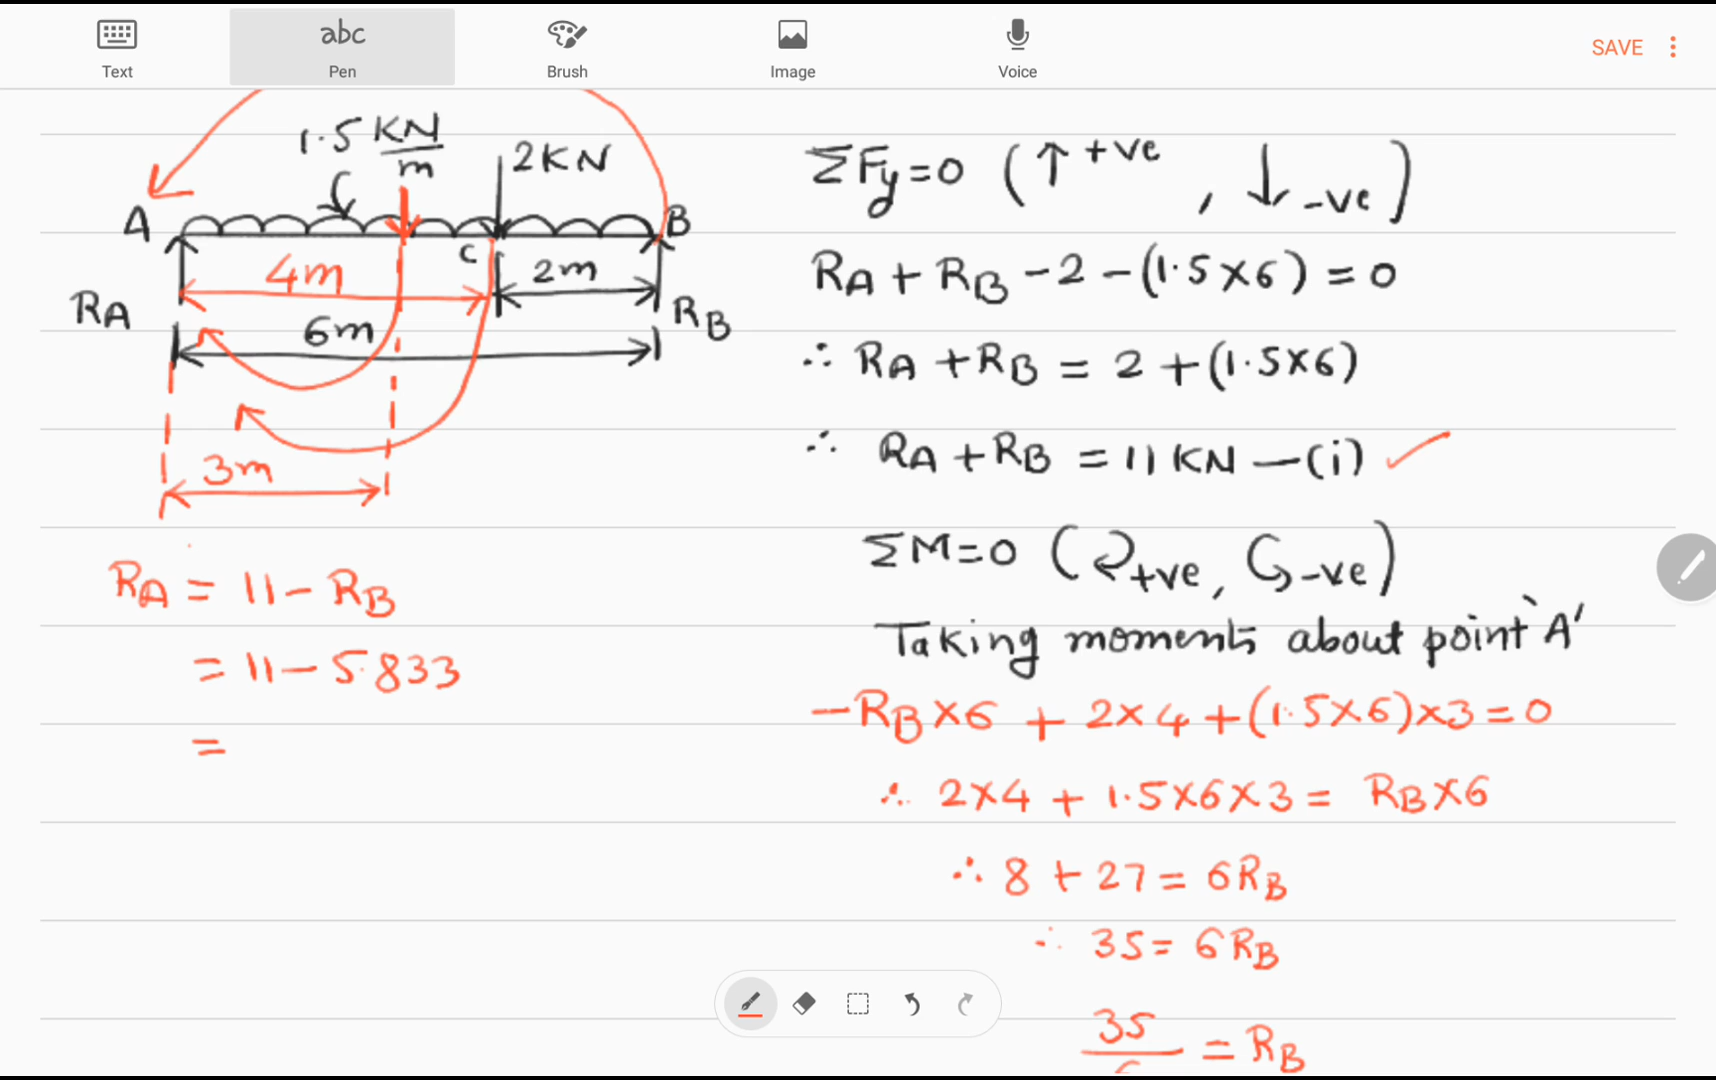 Text
abc
Pen
Brush
Image
Voice
SAVE
1.5 KN/m
2KN
A
B
C
4m
2m
RA
6m
RB
3m
RA = 11 - RB
= 11 - 5.833
=
ΣFy=0 (↑+ve, ↓-ve)
RA + RB - 2 - (1.5×6) = 0
∴ RA + RB = 2 + (1.5×6)
∴ RA + RB = 11 KN - (i) ✓
ΣM=0 (↻+ve, ↺-ve)
Taking moments about point 'A'
-RB×6 + 2×4 + (1.5×6)×3 = 0
∴ 2×4 + 1.5×6×3 = RB×6
∴ 8 + 27 = 6RB
∴ 35 = 6RB
35/6 = RB